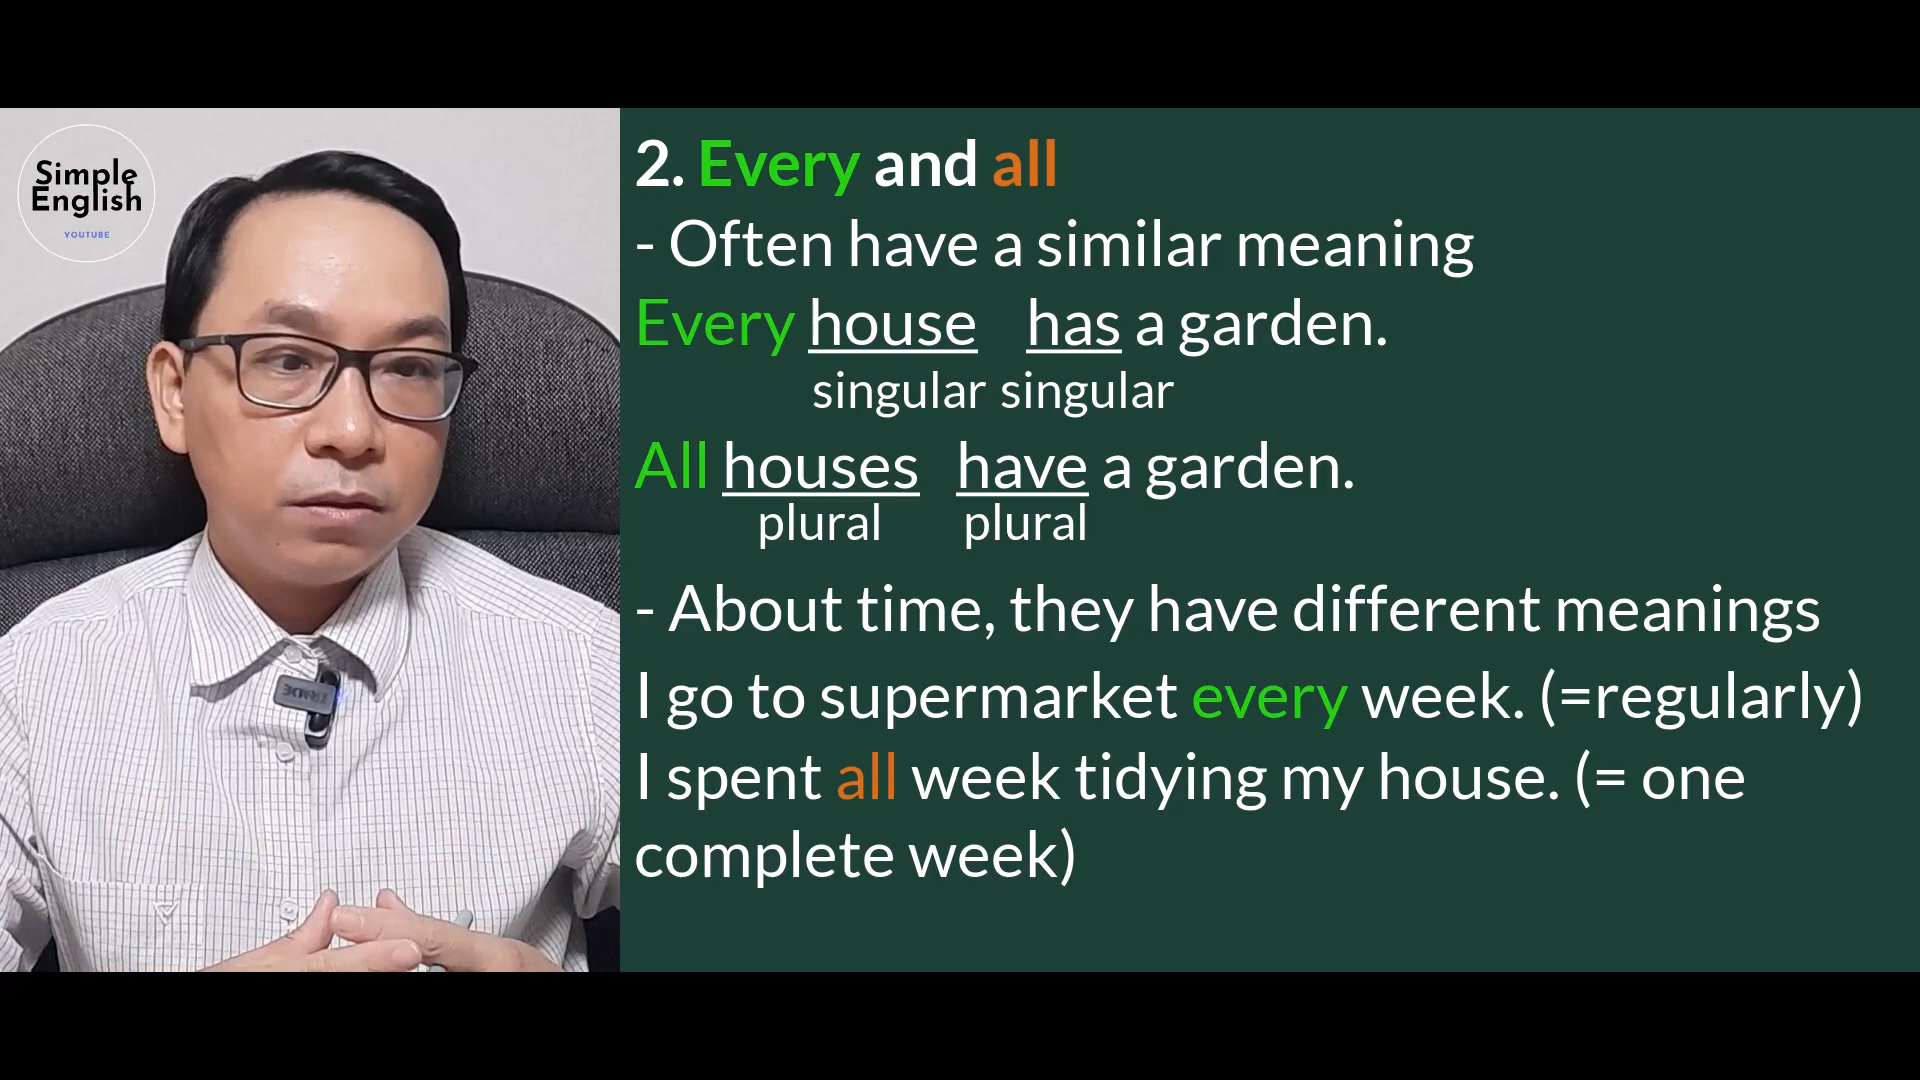 Simple
English
YOUTUBE
2. Every and all
- Often have a similar meaning
Every house has a garden.
singular singular
All houses have a garden.
plural plural
- About time, they have different meanings
I go to supermarket every week. (=regularly)
I spent all week tidying my house. (= one
complete week)